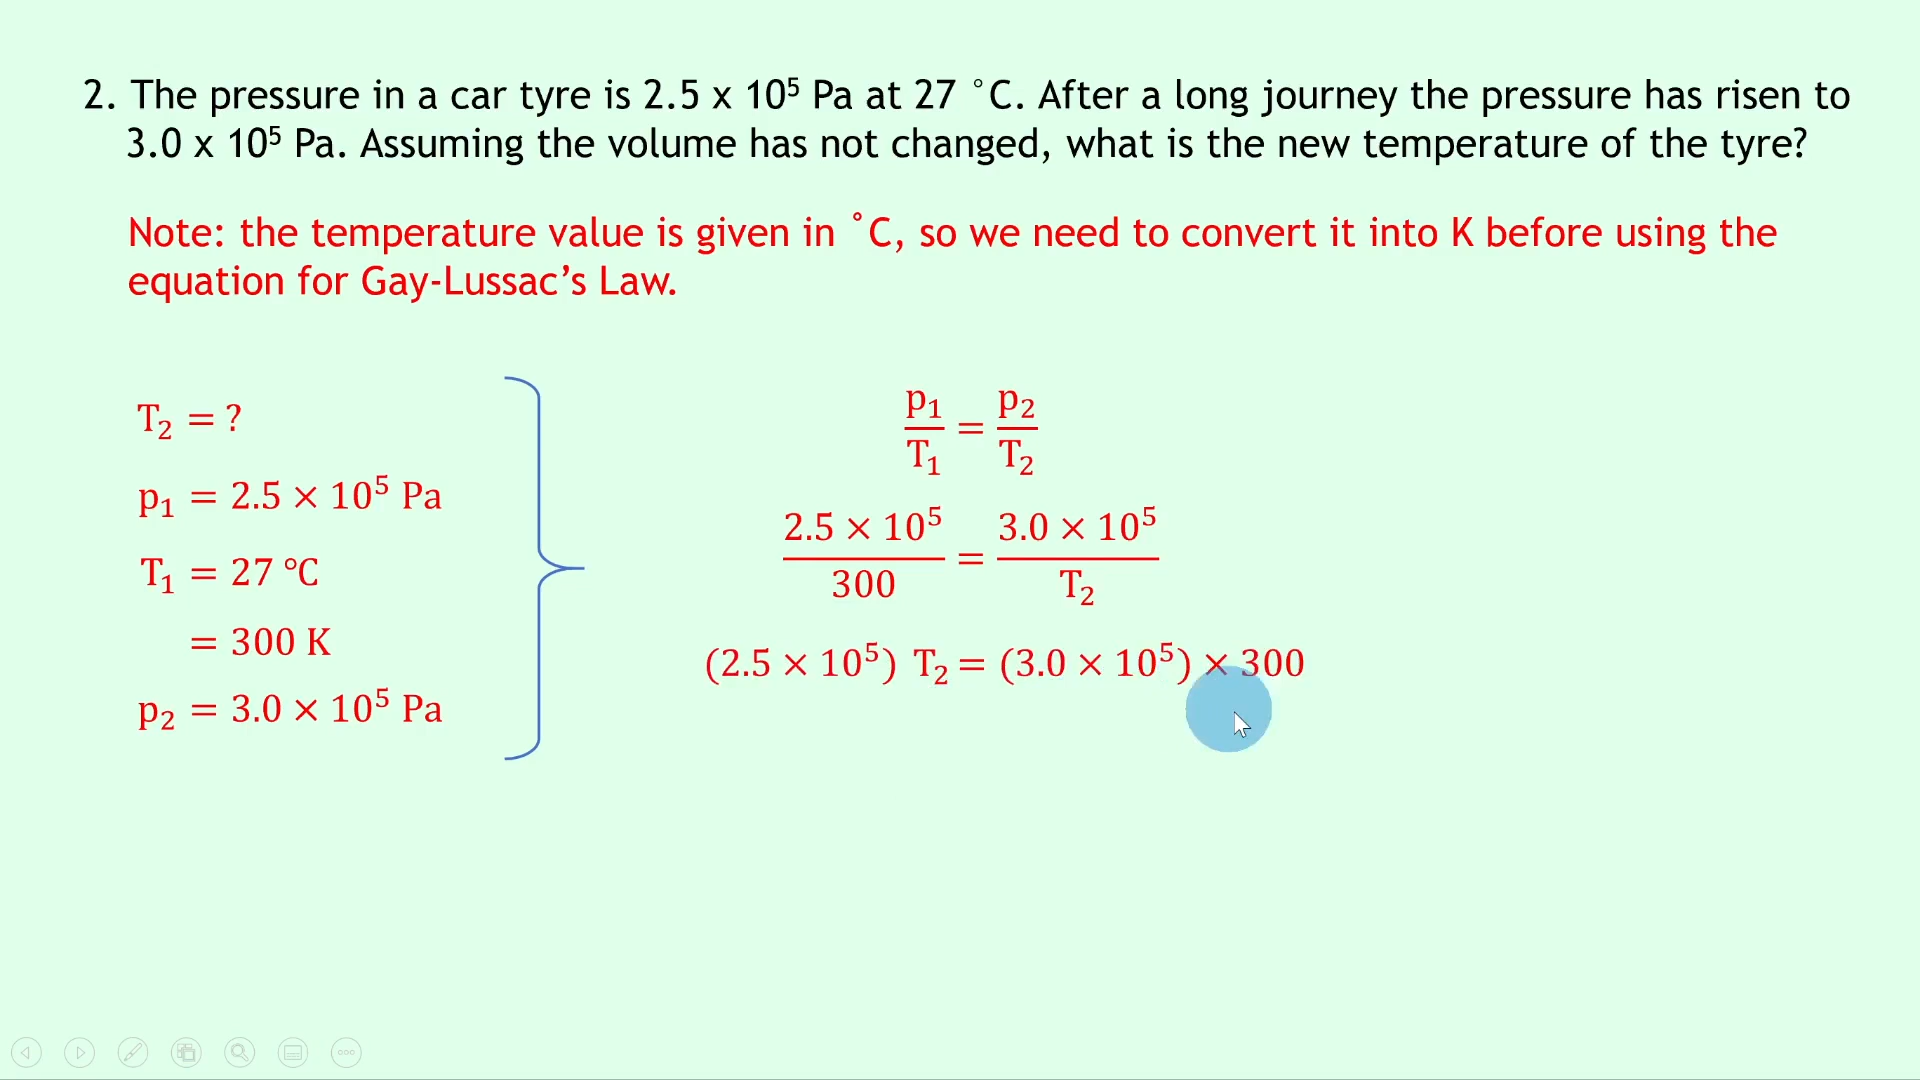 2. The pressure in a car tyre is 2.5 x 10⁵ Pa at 27 °C. After a long journey the pressure has risen to
3.0 x 10⁵ Pa. Assuming the volume has not changed, what is the new temperature of the tyre?
Note: the temperature value is given in °C, so we need to convert it into K before using the
equation for Gay-Lussac’s Law.
T₂ = ?
p₁ = 2.5 × 10⁵ Pa
T₁ = 27 °C
= 300 K
p₂ = 3.0 × 10⁵ Pa
p₁/T₁ = p₂/T₂
2.5 × 10⁵/300 = 3.0 × 10⁵/T₂
(2.5 × 10⁵) T₂ = (3.0 × 10⁵) × 300